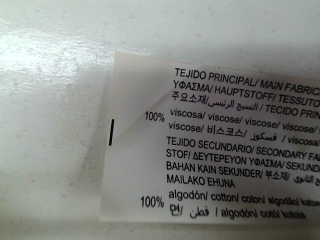 TEJIDO PRINCIPAL/ MAIN FABRIC
ΥΦΑΣΜΑ/ HAUPTSTOFF/ TESSUTO
주요소재/ النسيج الرئيسي / TECIDO PRIN
100% viscosa/ viscose/ viscose/ viscose/
viscose/ 비스코스/ فسكوز /
TEJIDO SECUNDARIO/ SECONDARY FAB
STOF/ ΔΕΥΤΕΡΕΥΟΝ ΥΦΑΣΜΑ/ SEKUND
BAHAN KAIN SEKUNDER/ 부소재/
MAILAKO EHUNA
100% algodón/ cotton/ coton/ algodão/
면/ قطن / algodón/ cotó/ kotoia